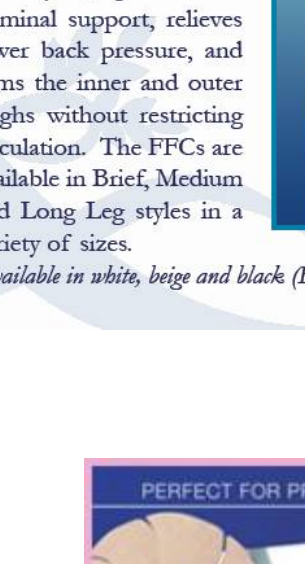 minal support, relieves
ver back pressure, and
ms the inner and outer
ghs without restricting
culation. The FFCs are
ailable in Brief, Medium
d Long Leg styles in a
riety of sizes.
vailable in white, beige and black (
PERFECT FOR PR